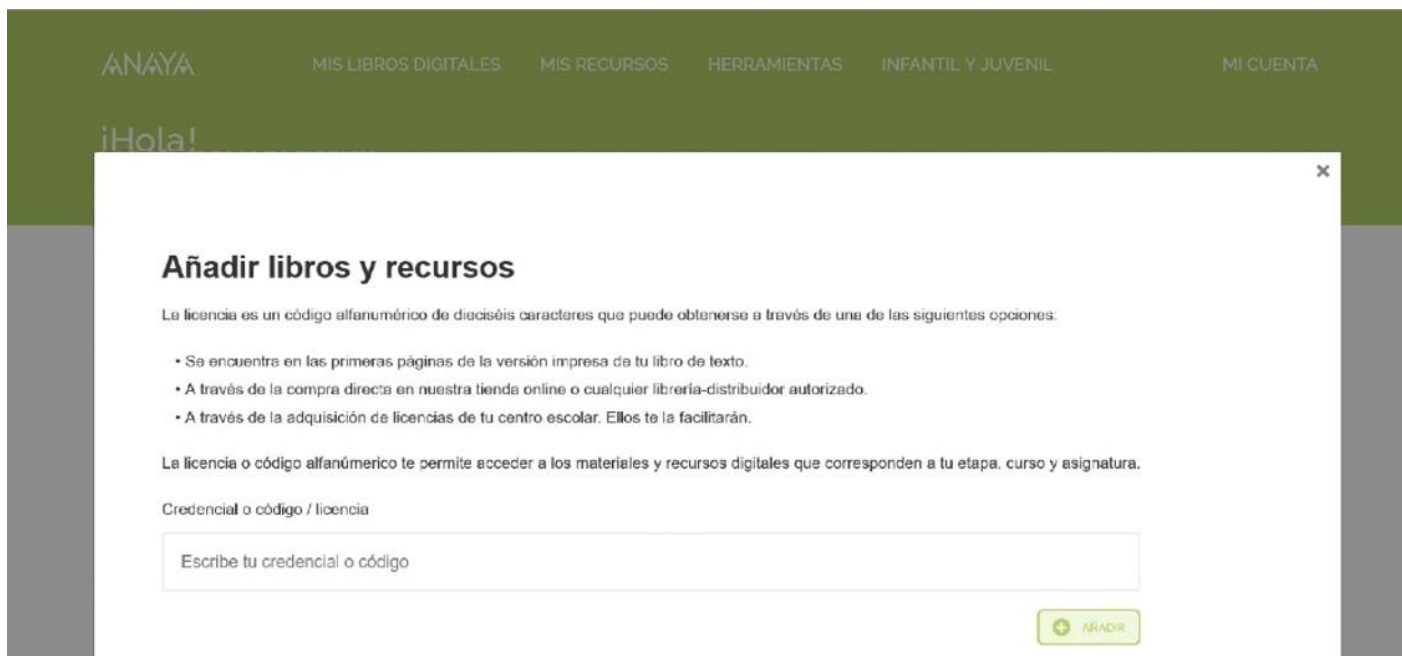 ANAYA MIS LIBROS DIGITALES MIS RECURSOS HERRAMIENTAS INFANTIL Y JUVENIL MI CUENTA
¡Hola!
×
Añadir libros y recursos
La licencia es un código alfanumérico de dieciséis caracteres que puede obtenerse a través de una de las siguientes opciones:
• Se encuentra en las primeras páginas de la versión impresa de tu libro de texto.
• A través de la compra directa en nuestra tienda online o cualquier librería-distribuidor autorizado.
• A través de la adquisición de licencias de tu centro escolar. Ellos te la facilitarán.
La licencia o código alfanúmerico te permite acceder a los materiales y recursos digitales que corresponden a tu etapa, curso y asignatura.
Credencial o código / licencia
Escribe tu credencial o código
AÑADIR